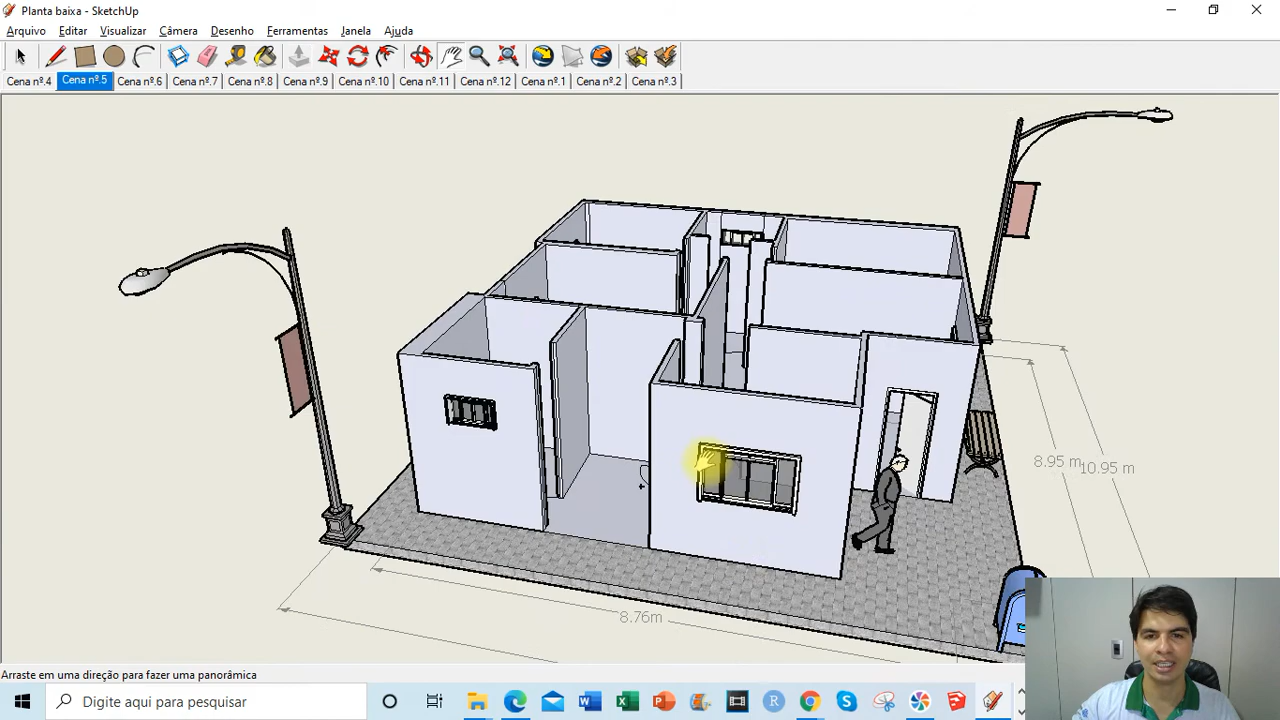 Planta baixa - SketchUp
Arquivo Editar Visualizar Câmera Desenho Ferramentas Janela Ajuda
Cena nº.4 Cena nº.5 Cena nº.6 Cena nº.7 Cena nº.8 Cena nº.9 Cena nº.10 Cena nº.11 Cena nº.12 Cena nº.1 Cena nº.2 Cena nº.3
8.95 m
10.95 m
8.76m
Arraste em uma direção para fazer uma panorâmica
Digite aqui para pesquisar